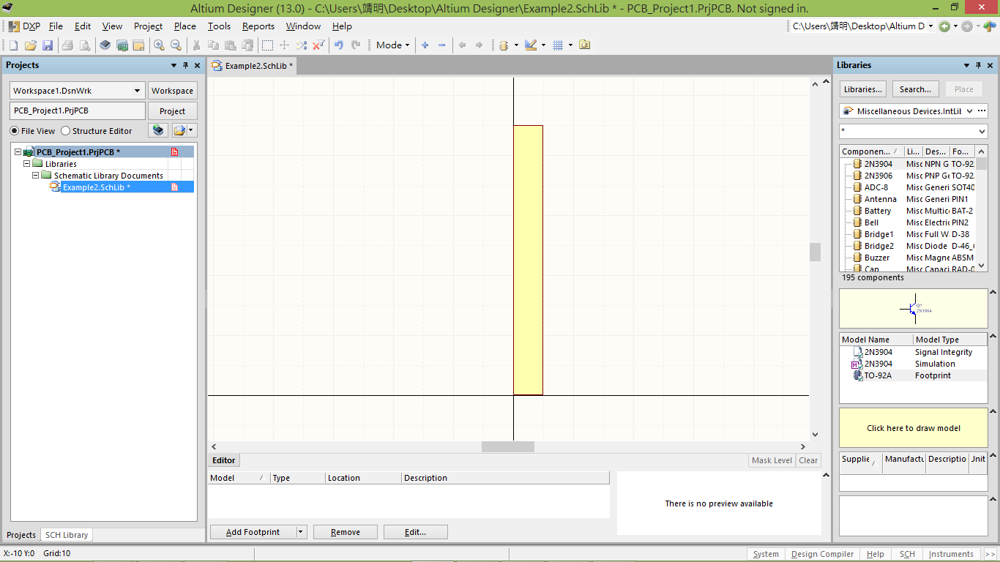 Altium Designer (13.0) - C:\Users\靖明\Desktop\Altium Designer\Example2.SchLib * - PCB_Project1.PrjPCB. Not signed in.
DXP File Edit View Project Place Tools Reports Window Help
C:\Users\靖明\Desktop\Altium D
Mode
Projects
Workspace1.DsnWrk
Workspace
PCB_Project1.PrjPCB
Project
File View
Structure Editor
PCB_Project1.PrjPCB *
Libraries
Schematic Library Documents
Example2.SchLib *
Projects
SCH Library
Example2.SchLib *
Editor
Mask Level
Clear
Model Type Location Description
There is no preview available
Add Footprint
Remove
Edit...
Libraries
Libraries...
Search...
Place
Miscellaneous Devices.IntLib
*
Component... Li... Des... Fo...
2N3904 Misc NPN G TO-92
2N3906 Misc PNP Ge TO-92
ADC-8 Misc Generi SOT40
Antenna Misc Generi PIN1
Battery Misc Multic BAT-2
Bell Misc Electric PIN2
Bridge1 Misc Full W D-38
Bridge2 Misc Diode D-46_6
Buzzer Misc Magne ABSM
Cap Misc Capaci RAD-0
195 components
Q?
2N3904
Model Name Model Type
2N3904 Signal Integrity
2N3904 Simulation
TO-92A Footprint
Click here to draw model
Supplie Manufactu Descriptio Unit
X:-10 Y:0 Grid:10
System Design Compiler Help SCH Instruments >>